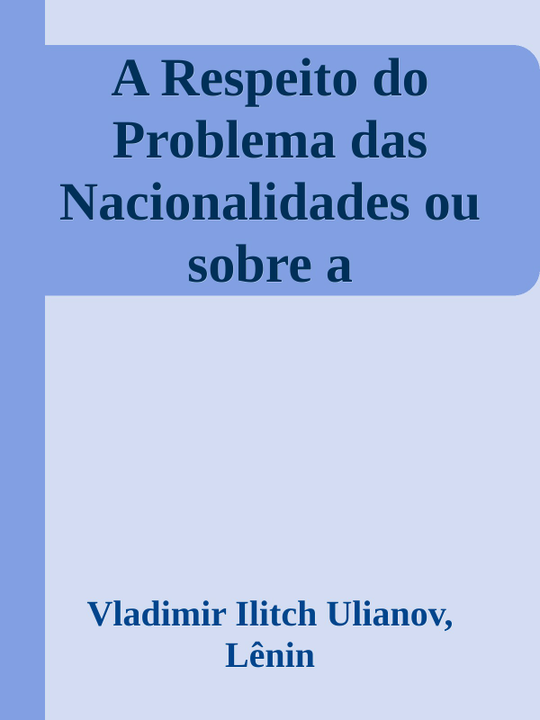 A Respeito do
Problema das
Nacionalidades ou
sobre a
Vladimir Ilitch Ulianov,
Lênin